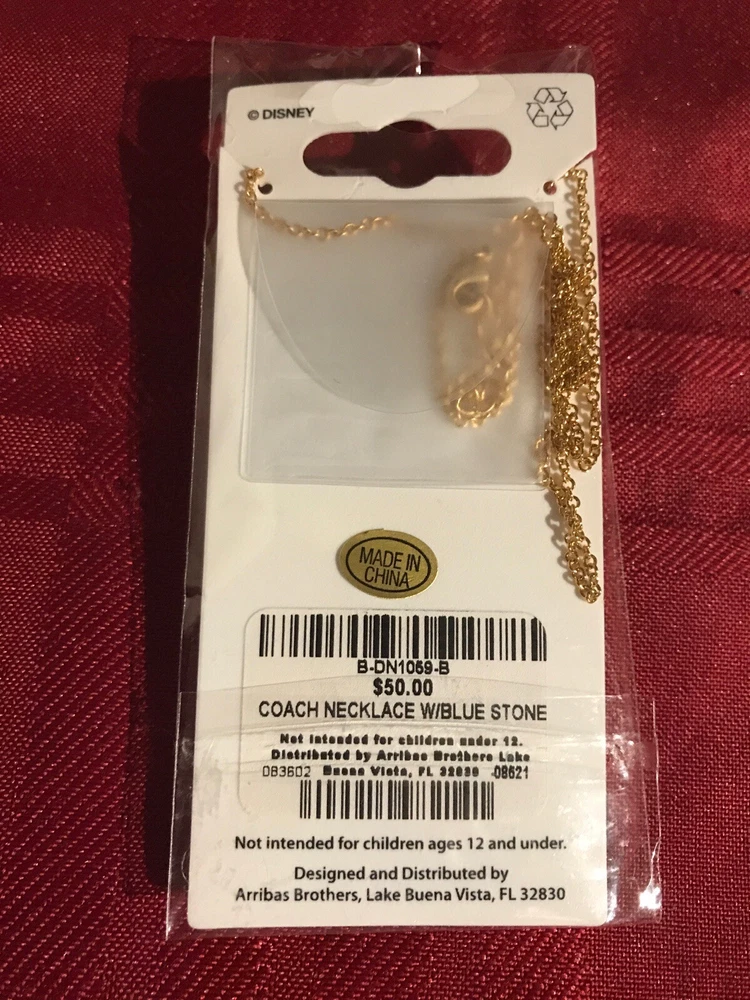 © DISNEY
MADE IN
CHINA
B-DN1059-B
$50.00
COACH NECKLACE W/BLUE STONE
Not intended for children under 12.
Distributed by Arribas Brothers Lake
083602 Buena Vista, FL 32830 -08621
Not intended for children ages 12 and under.
Designed and Distributed by
Arribas Brothers, Lake Buena Vista, FL 32830